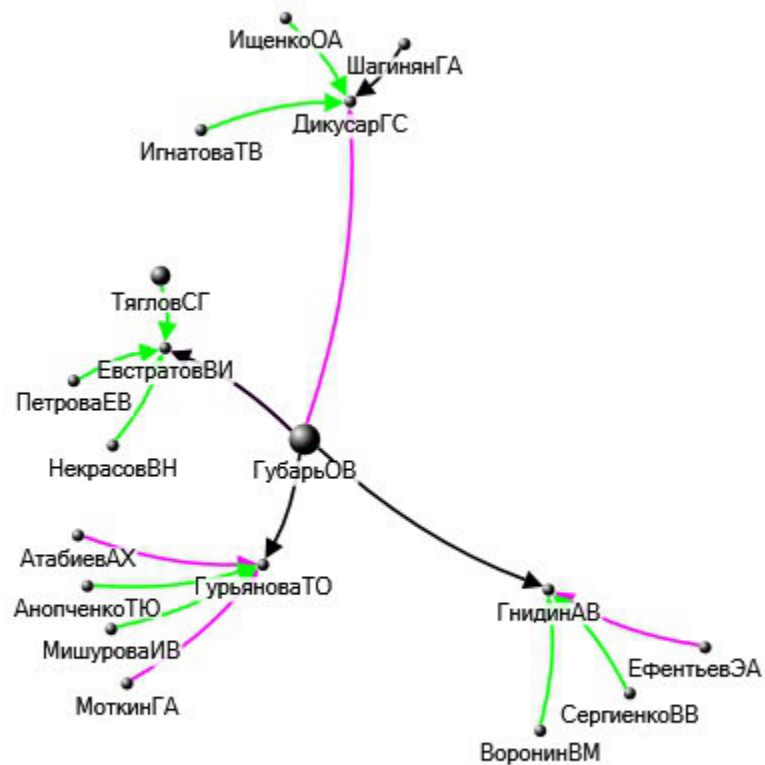 ИщенкоОА
ШагинянГА
ДикусарГС
ИгнатоваТВ
ТягловСГ
ЕвстратовВИ
ПетроваЕВ
НекрасовВН
ГубарьОВ
АтабиевАХ
ГурьяноваТО
АнопченкоТЮ
МишуроваИВ
МоткинГА
ГнидинАВ
ЕфентьевЭА
СергиенкоВВ
ВоронинВМ